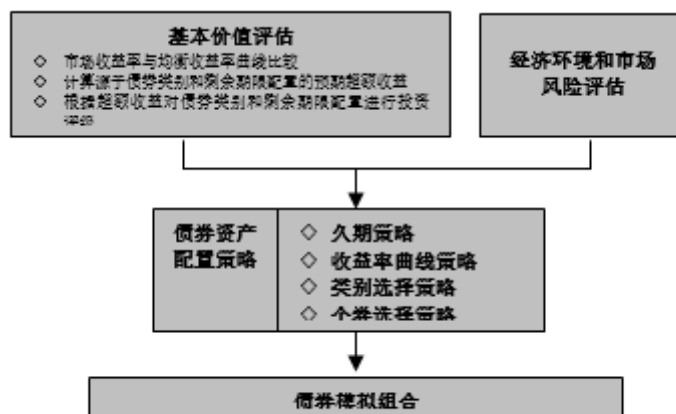 基本价值评估
◇ 市场收益率与均衡收益率曲线比较
◇ 计算源于债券类别和剩余期限配置的预期超额收益
◇ 根据超额收益对债券类别和剩余期限配置进行投资
评级
经济环境和市场
风险评估
债券资产
配置策略
◇ 久期策略
◇ 收益率曲线策略
◇ 类别选择策略
◇ 个券选择策略
债券模拟组合